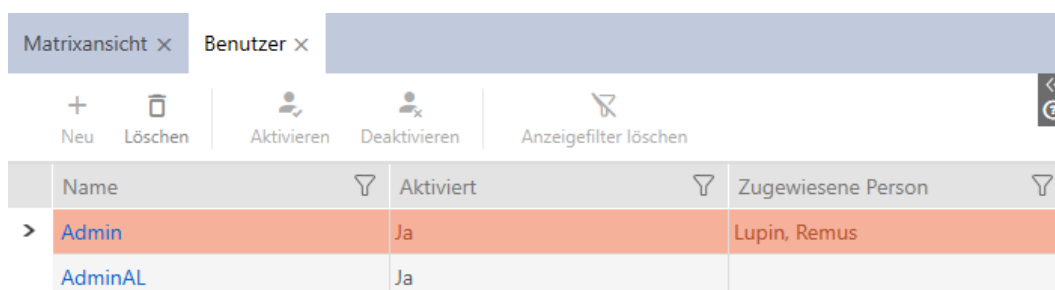 Matrixansicht × Benutzer ×
Neu Löschen Aktivieren Deaktivieren Anzeigefilter löschen
Name Aktiviert Zugewiesene Person
Admin Ja Lupin, Remus
AdminAL Ja